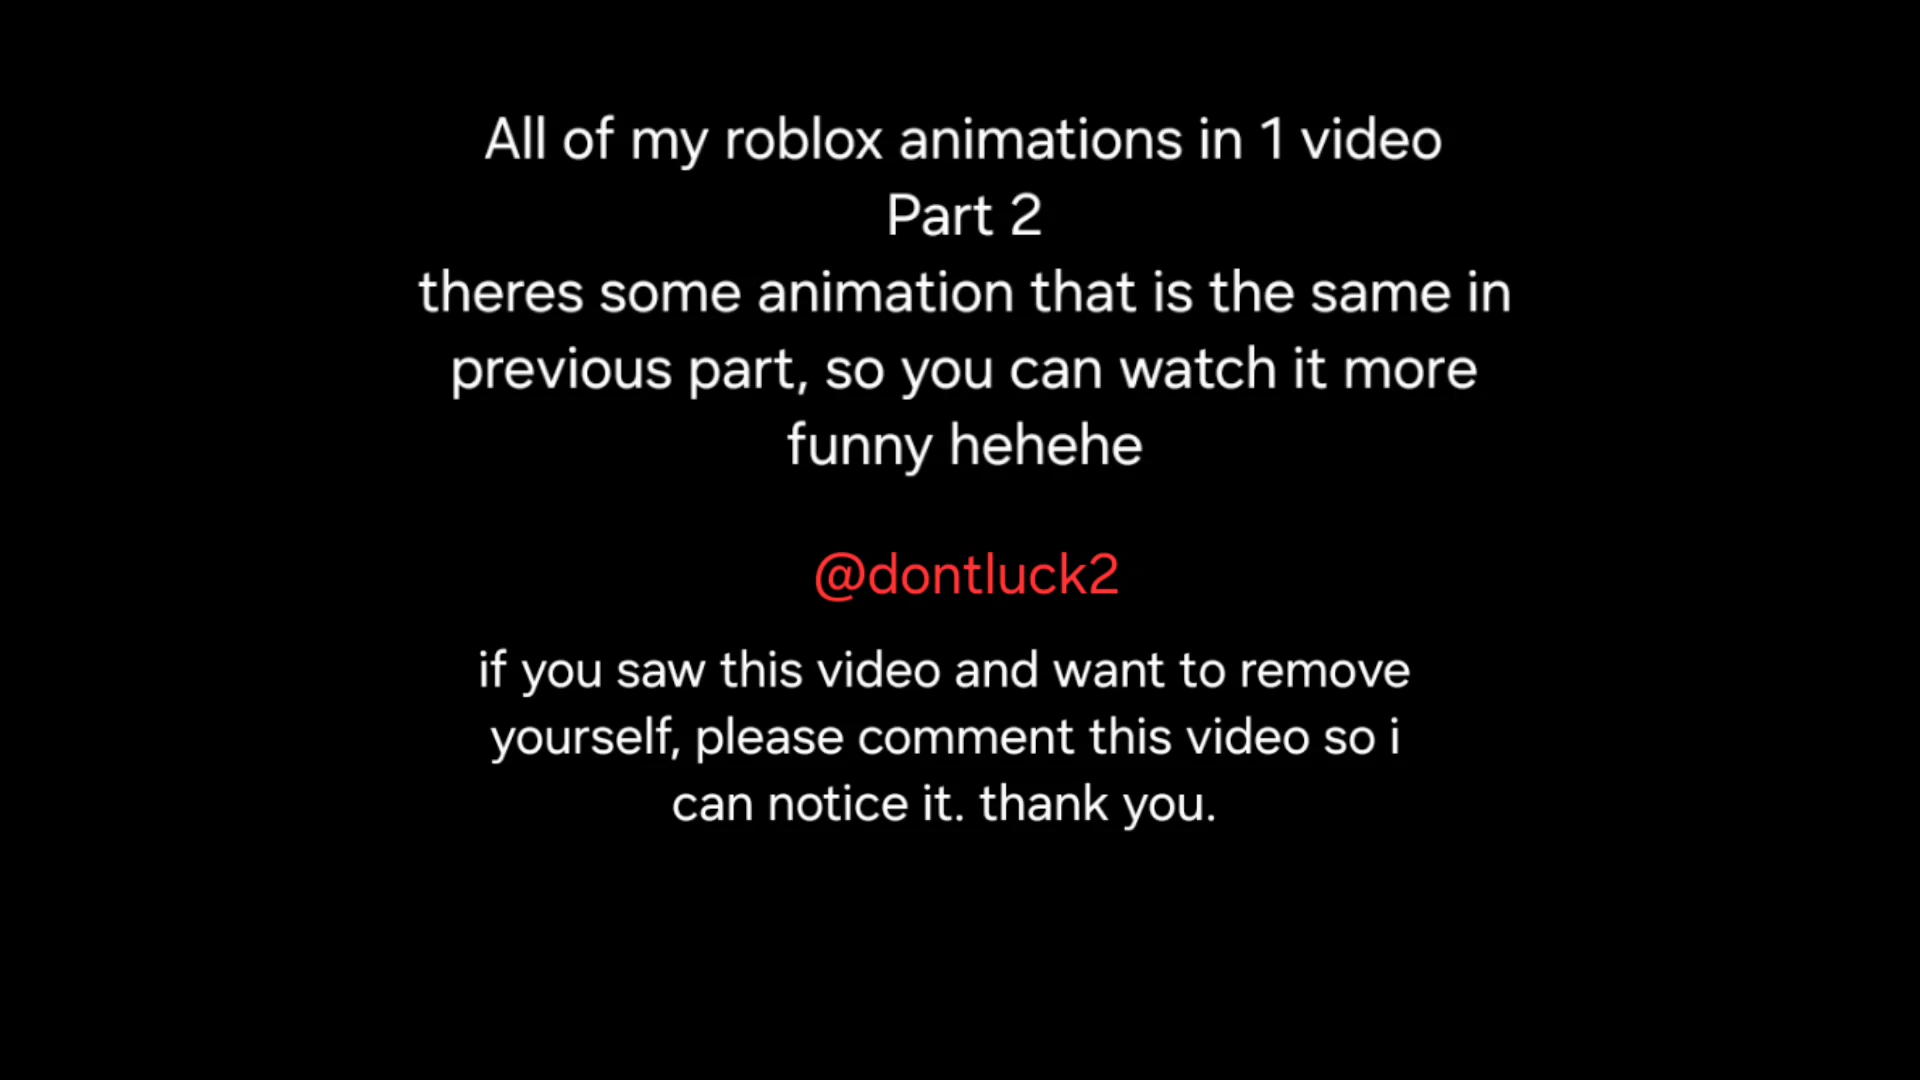 All of my roblox animations in 1 video
Part 2
theres some animation that is the same in
previous part, so you can watch it more
funny hehehe
@dontluck2
if you saw this video and want to remove
yourself, please comment this video so i
can notice it. thank you.